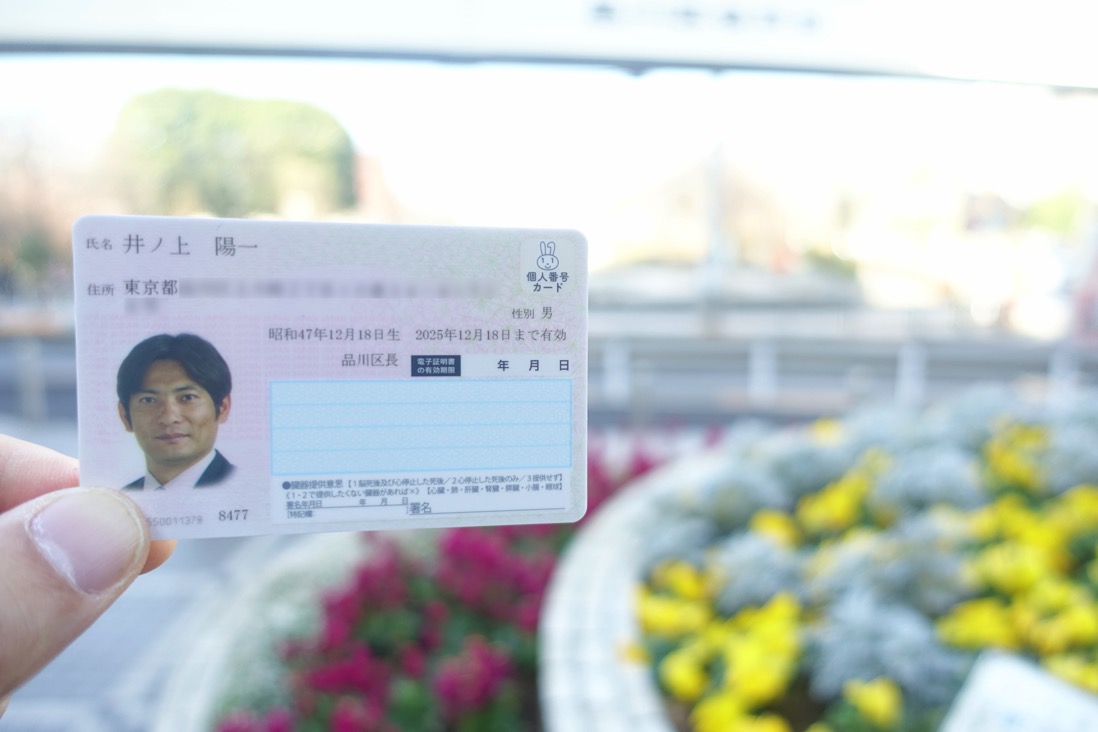 氏名 井ノ上 陽一
個人番号
カード
住所 東京都
性別 男
昭和47年12月18日生 2025年12月18日まで有効
品川区長 電子証明書の有効期限 年 月 日
●臓器提供意思【1脳死後及び心停止した死後/2心停止した死後のみ/3提供せず】
《1・2で提供したくない臓器があれば×》【心臓・肺・肝臓・腎臓・膵臓・小腸・眼球】
署名年月日 年 月 日 署名
[特記欄:
550011379 8477